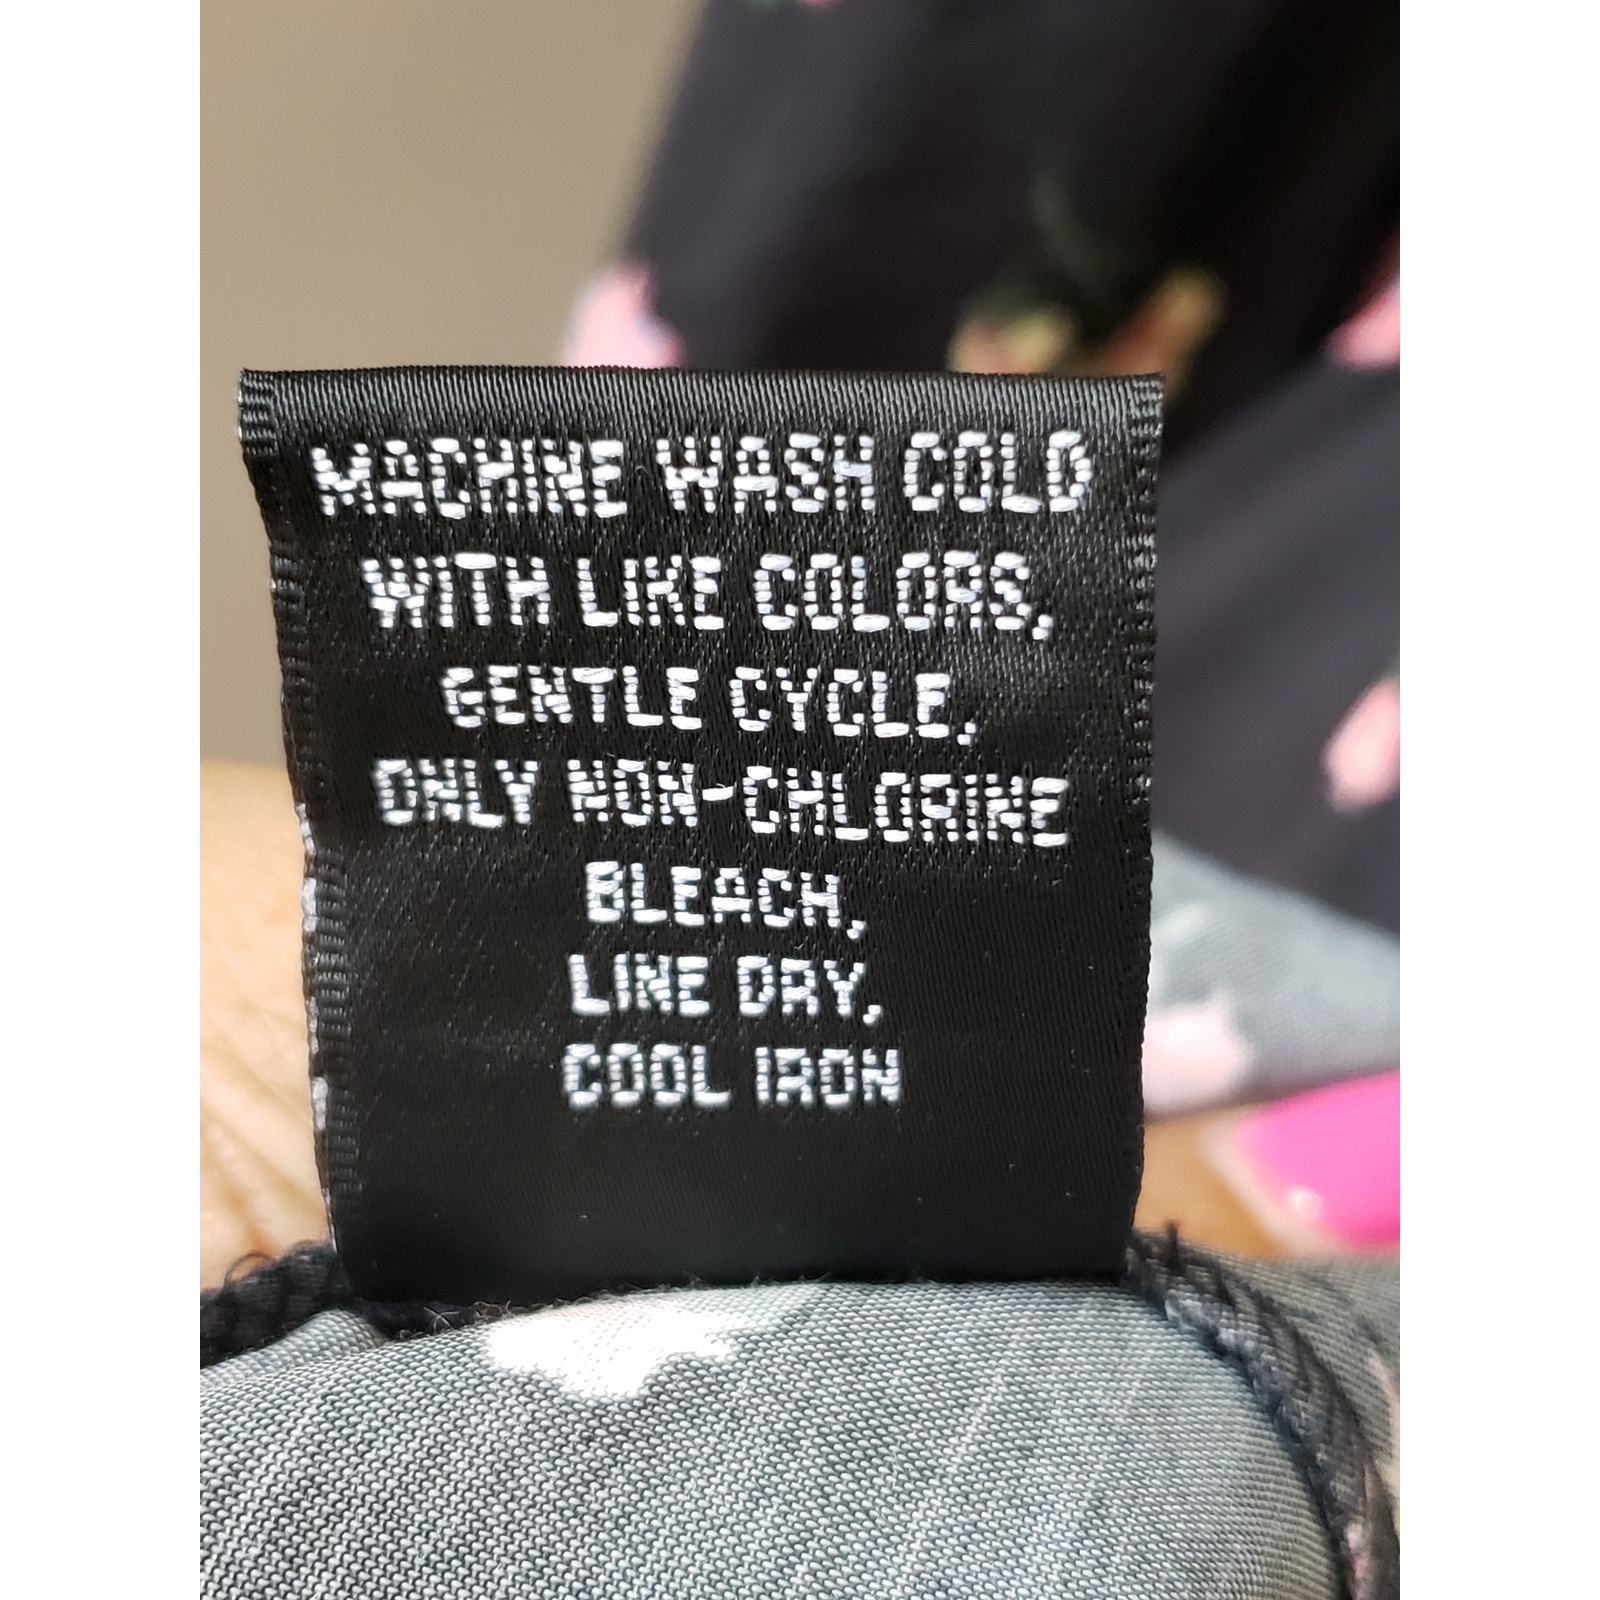 MACHINE WASH COLD
WITH LIKE COLORS,
GENTLE CYCLE,
ONLY NON-CHLORINE
BLEACH,
LINE DRY,
COOL IRON